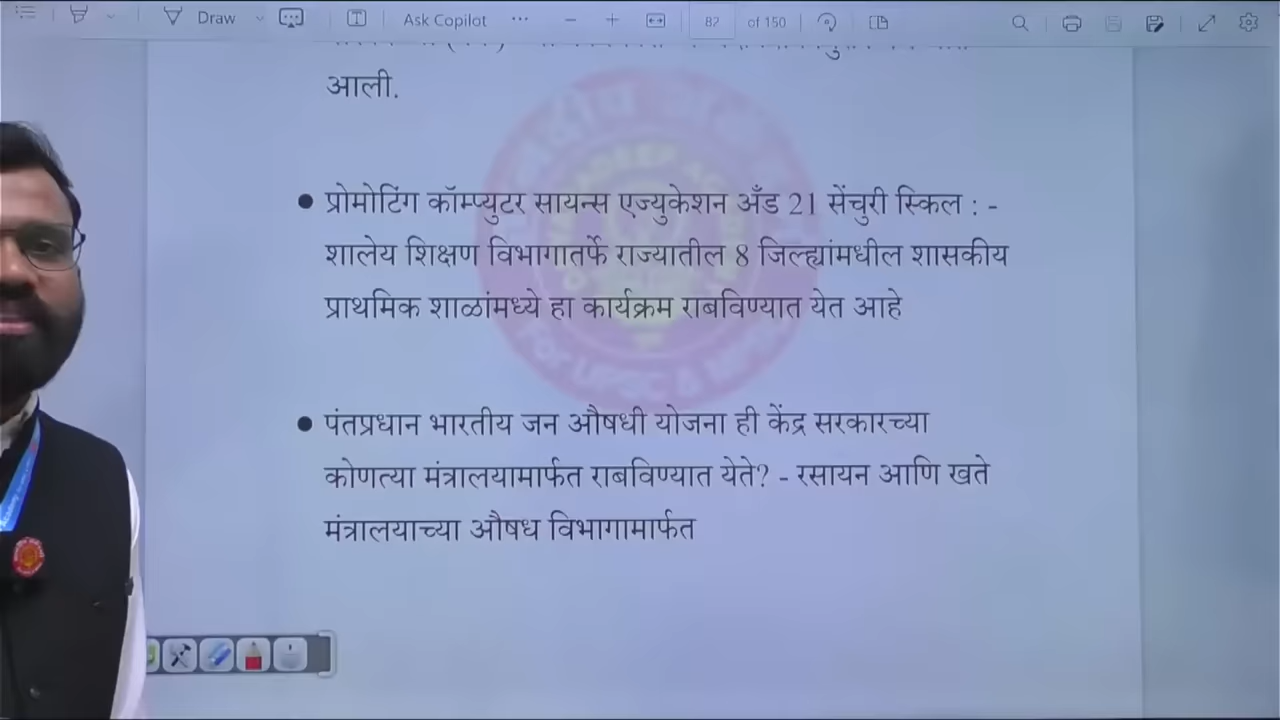 Draw
Ask Copilot
82 of 150
आली.
प्रोमोटिंग कॉम्प्युटर सायन्स एज्युकेशन अँड 21 सेंचुरी स्किल : -
शालेय शिक्षण विभागातर्फे राज्यातील 8 जिल्ह्यांमधील शासकीय
प्राथमिक शाळांमध्ये हा कार्यक्रम राबविण्यात येत आहे
पंतप्रधान भारतीय जन औषधी योजना ही केंद्र सरकारच्या
कोणत्या मंत्रालयामार्फत राबविण्यात येते? - रसायन आणि खते
मंत्रालयाच्या औषध विभागामार्फत